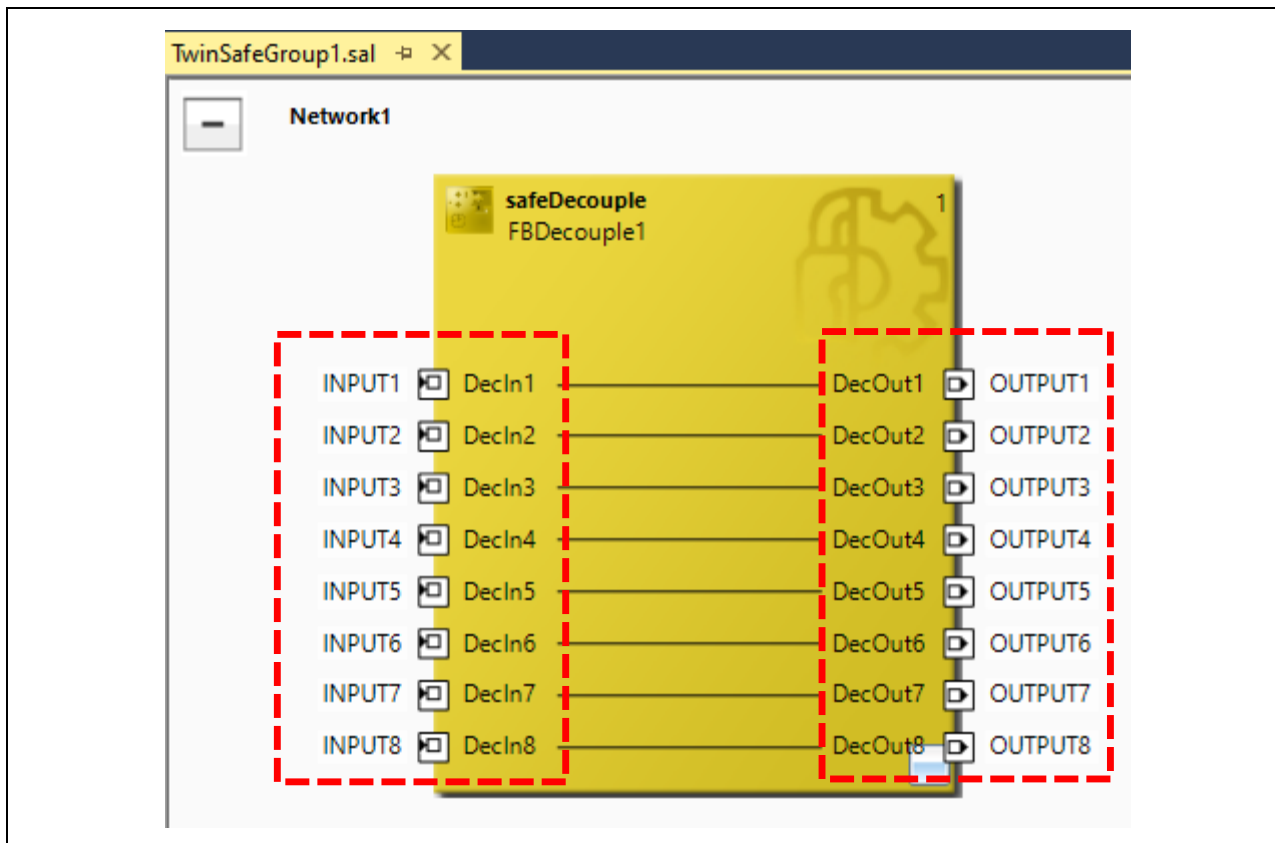 TwinSafeGroup1.sal
Network1
safeDecouple 1
FBDecouple1
INPUT1 DecIn1 DecOut1 OUTPUT1
INPUT2 DecIn2 DecOut2 OUTPUT2
INPUT3 DecIn3 DecOut3 OUTPUT3
INPUT4 DecIn4 DecOut4 OUTPUT4
INPUT5 DecIn5 DecOut5 OUTPUT5
INPUT6 DecIn6 DecOut6 OUTPUT6
INPUT7 DecIn7 DecOut7 OUTPUT7
INPUT8 DecIn8 DecOut8 OUTPUT8